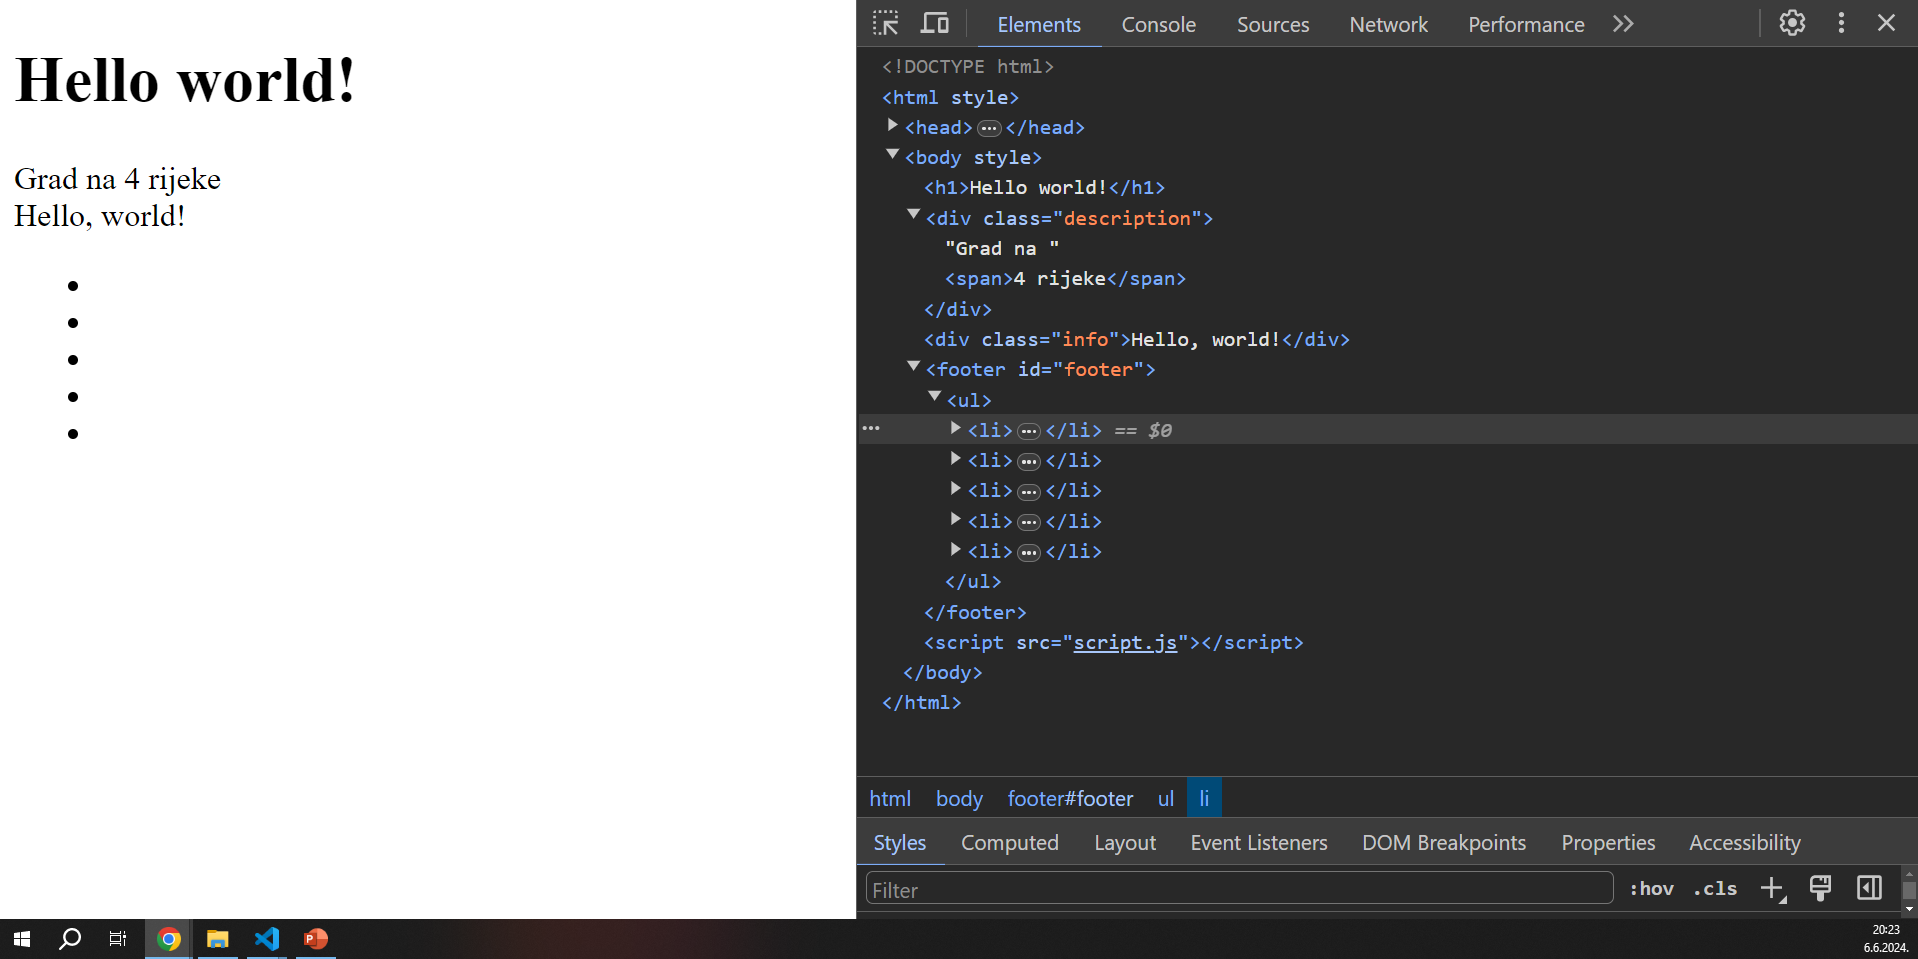 Hello world!
Grad na 4 rijeke
Hello, world!
Elements Console Sources Network Performance
<!DOCTYPE html>
<html style>
<head>…</head>
<body style>
<h1>Hello world!</h1>
<div class="description">
"Grad na "
<span>4 rijeke</span>
</div>
<div class="info">Hello, world!</div>
<footer id="footer">
<ul>
<li>…</li> == $0
<li>…</li>
<li>…</li>
<li>…</li>
<li>…</li>
</ul>
</footer>
<script src="script.js"></script>
</body>
</html>
html body footer#footer ul li
Styles Computed Layout Event Listeners DOM Breakpoints Properties Accessibility
Filter :hov .cls
20:23
6.6.2024.